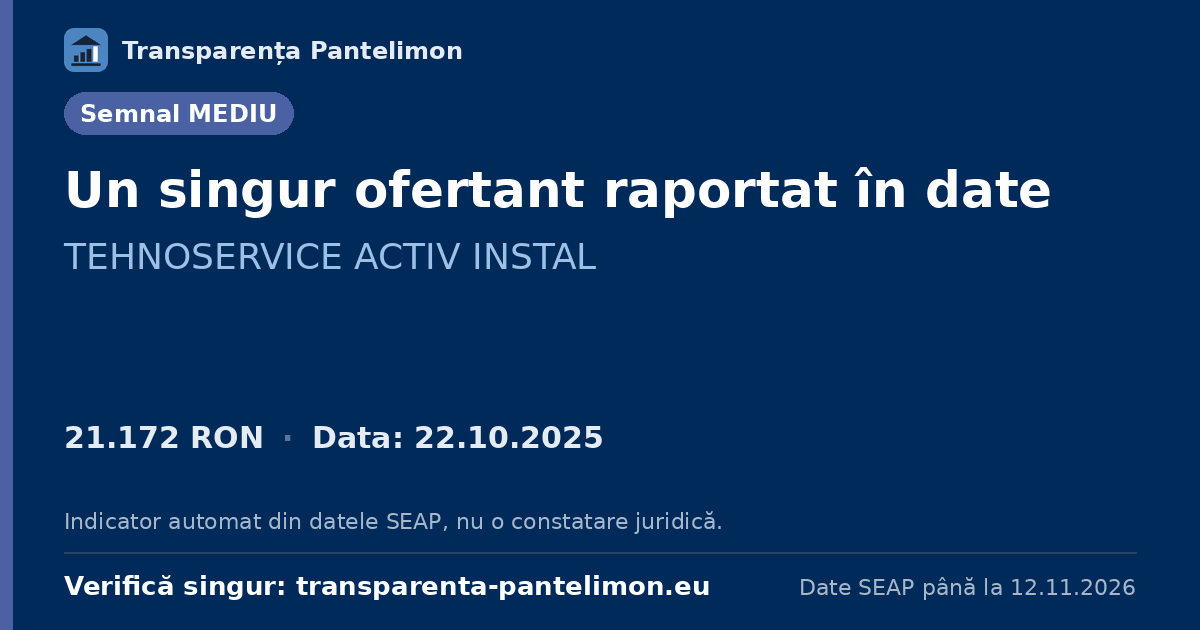 Transparența Pantelimon
Semnal MEDIU
Un singur ofertant raportat în date
TEHNOSERVICE ACTIV INSTAL
21.172 RON · Data: 22.10.2025
Indicator automat din datele SEAP, nu o constatare juridică.
Verifică singur: transparenta-pantelimon.eu
Date SEAP până la 12.11.2026